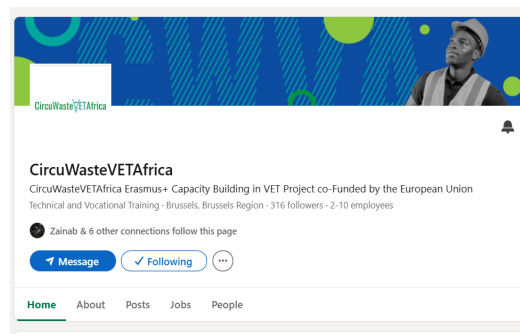 CWVA
CircuWasteVETAfrica
CircuWasteVETAfrica
CircuWasteVETAfrica Erasmus+ Capacity Building in VET Project co-Funded by the European Union
Technical and Vocational Training · Brussels, Brussels Region · 316 followers · 2-10 employees
Zainab & 6 other connections follow this page
Message
Following
Home About Posts Jobs People